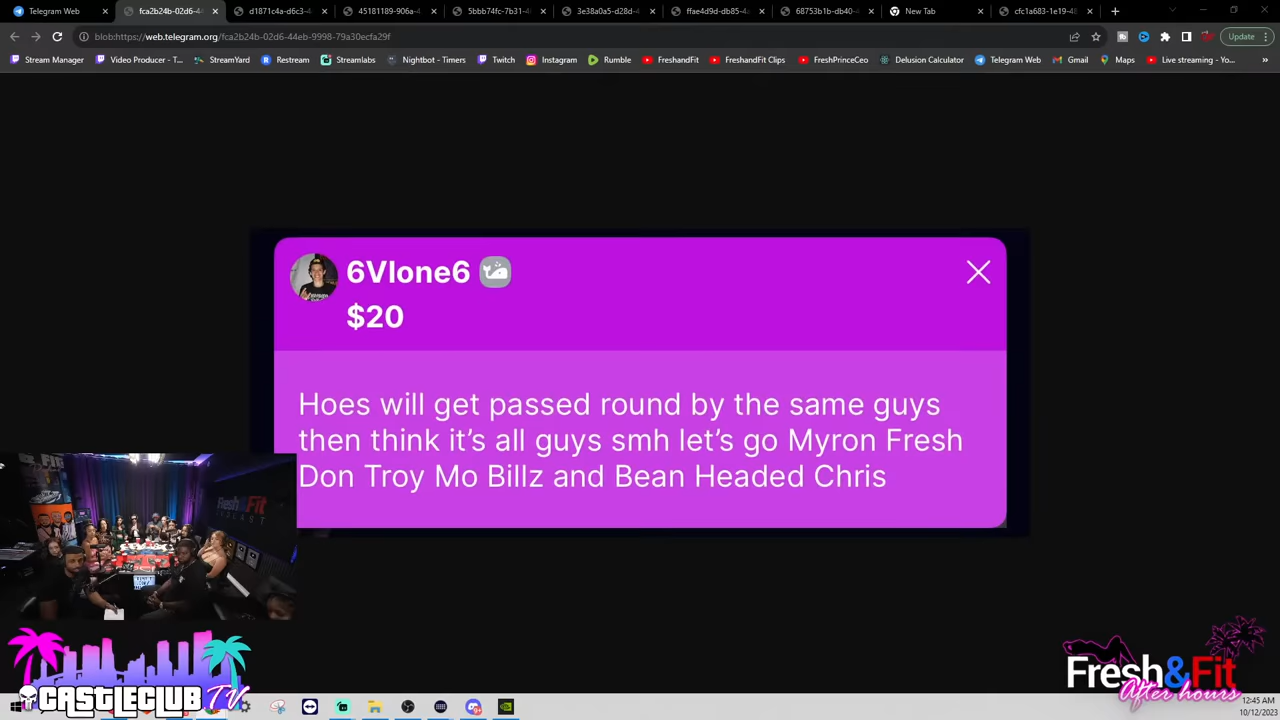 Telegram Web
fca2b24b-02d6-4
d1871c4a-d6c3-4
45181189-906a-4
5bbb74fc-7b31-4
3e38a0a5-d28d-4
ffae4d9d-db85-4
68753b1b-db40-4
New Tab
cfc1a683-1e19-48
blob:https://web.telegram.org/fca2b24b-02d6-44eb-9998-79a30ecfa29f
Update
Stream Manager
Video Producer - T...
StreamYard
Restream
Streamlabs
Nightbot - Timers
Twitch
Instagram
Rumble
FreshandFit
FreshandFit Clips
FreshPrinceCeo
Delusion Calculator
Telegram Web
Gmail
Maps
Live streaming - Yo...
6Vlone6
$20
Hoes will get passed round by the same guys
then think it's all guys smh let's go Myron Fresh
Don Troy Mo Billz and Bean Headed Chris
Fresh&Fit
PODCAST
CASTLECLUB TV
Fresh&Fit
After hours
12:45 AM
10/12/2023